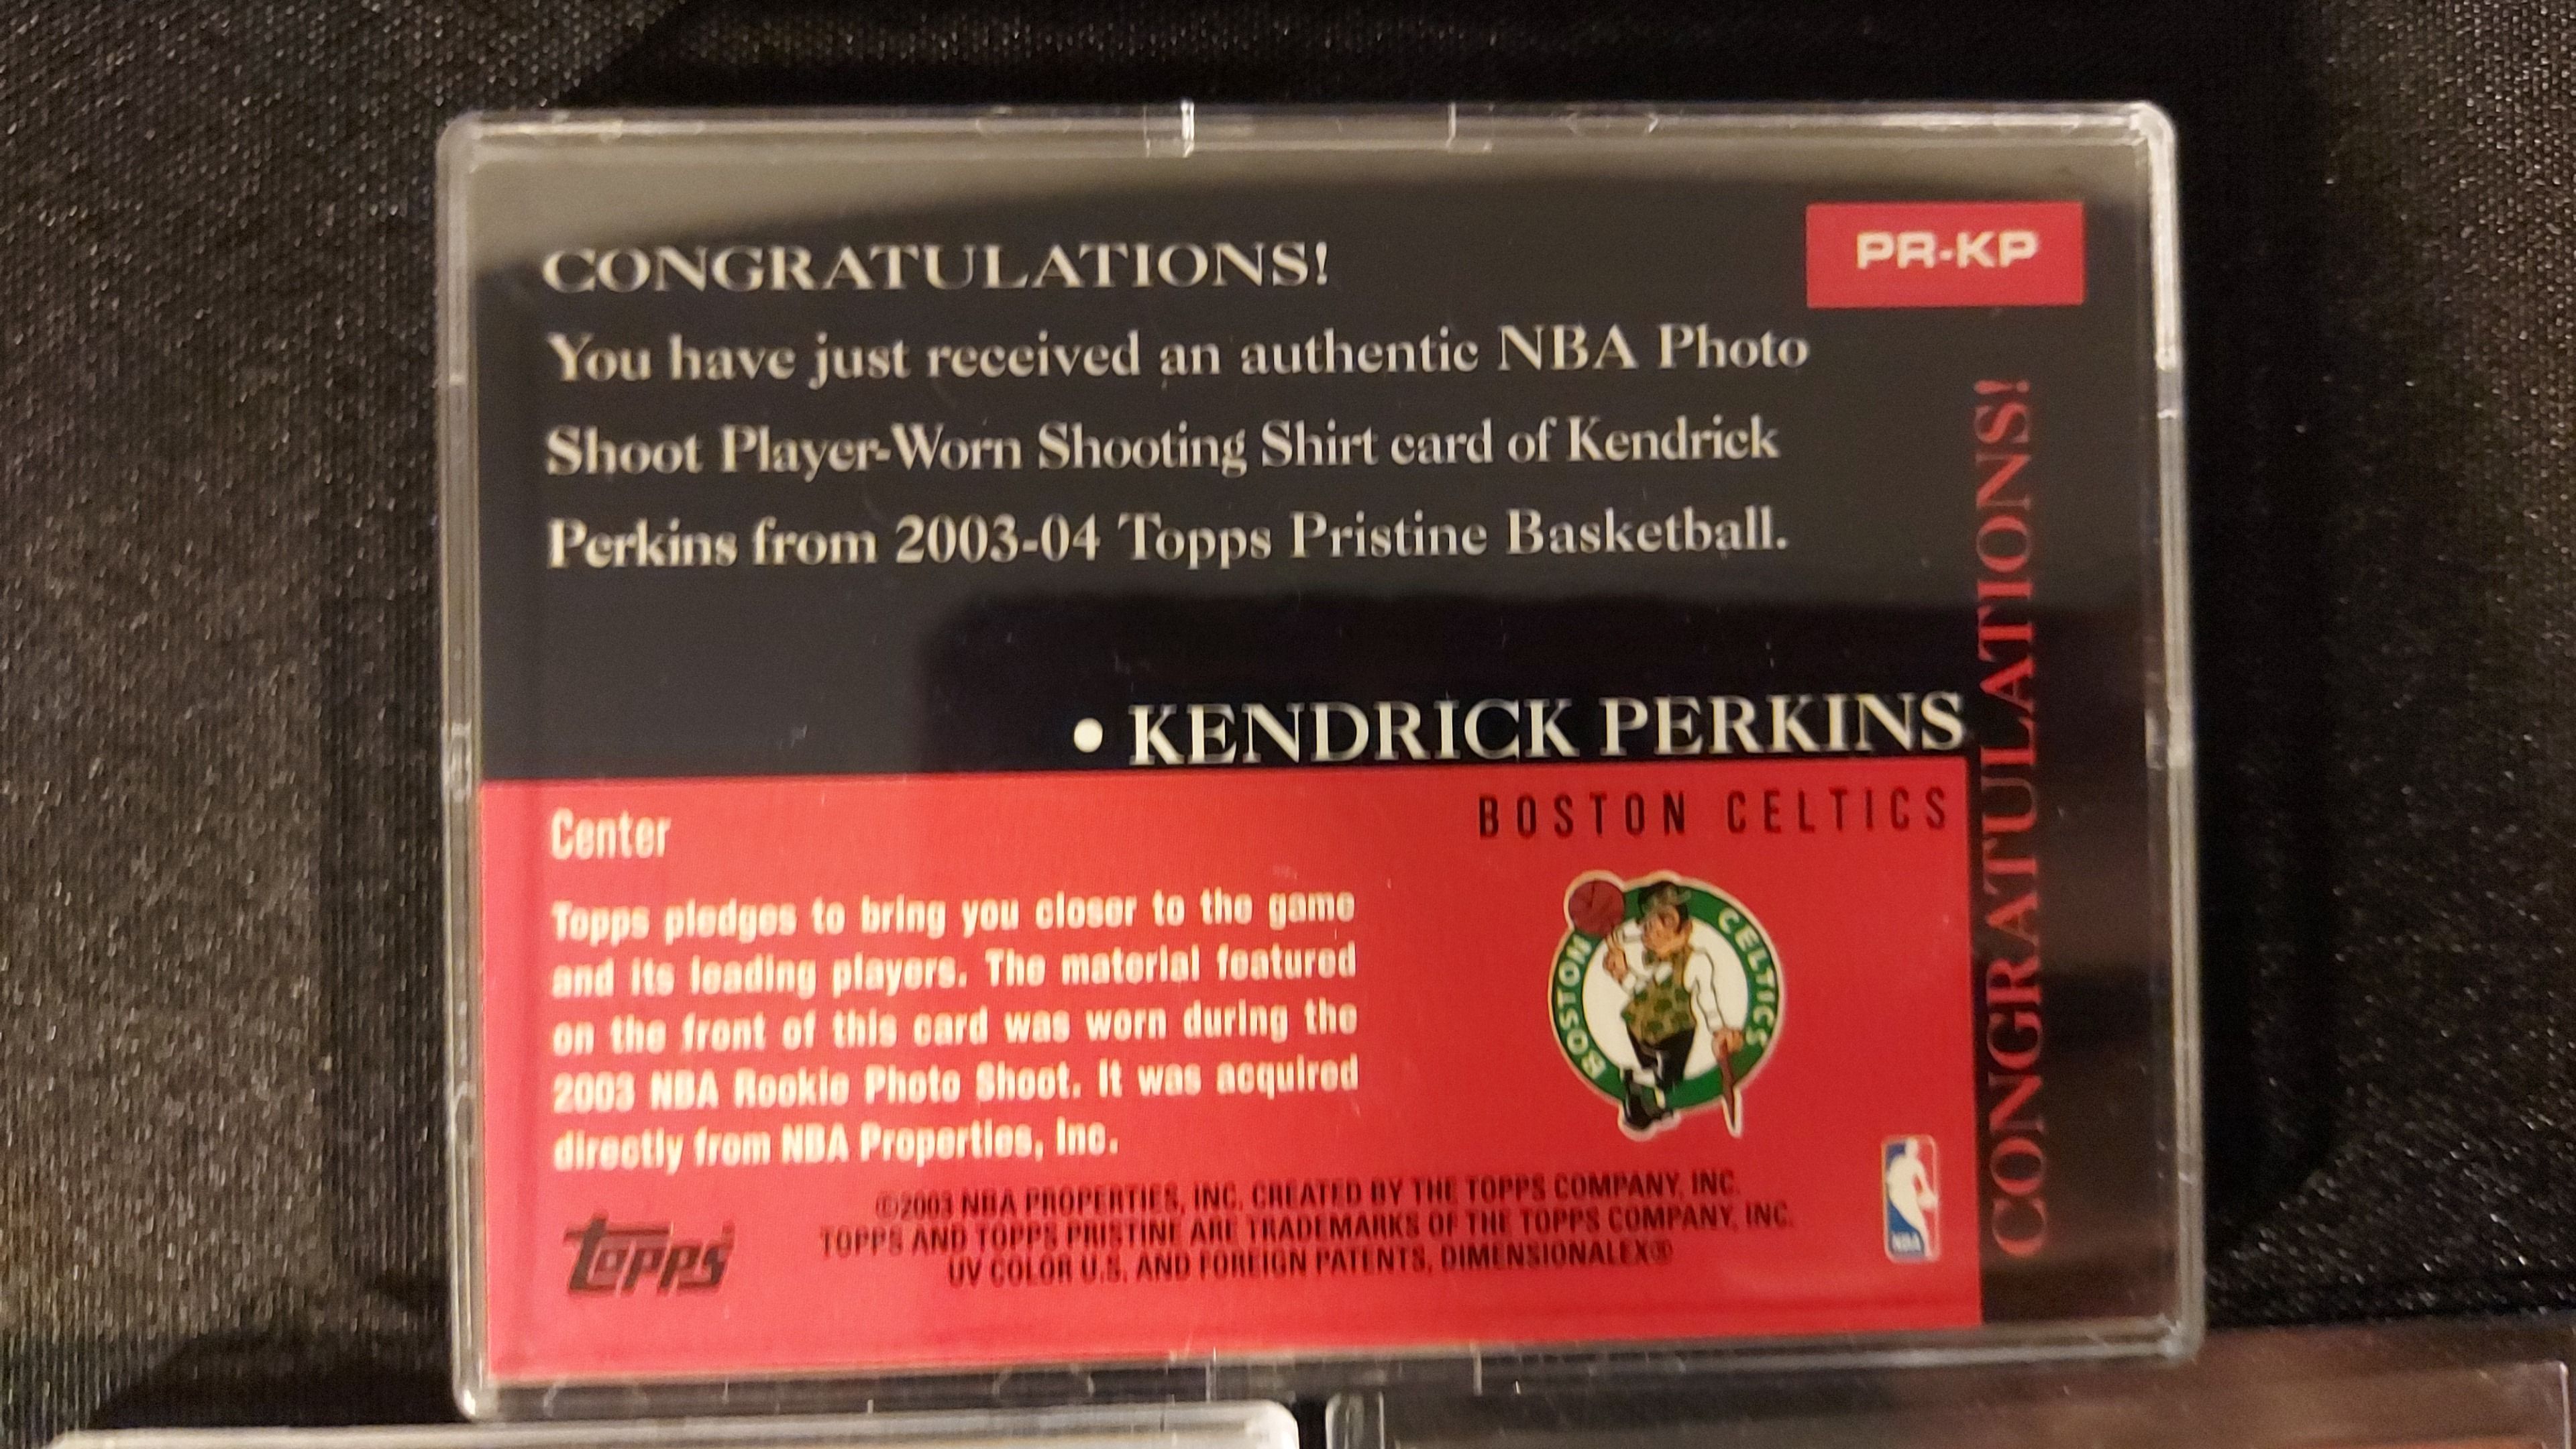 PR-KP
CONGRATULATIONS!
You have just received an authentic NBA Photo
Shoot Player-Worn Shooting Shirt card of Kendrick
Perkins from 2003-04 Topps Pristine Basketball.
CONGRATULATIONS!
• KENDRICK PERKINS
BOSTON CELTICS
Center
Topps pledges to bring you closer to the game
and its leading players. The material featured
on the front of this card was worn during the
2003 NBA Rookie Photo Shoot. It was acquired
directly from NBA Properties, Inc.
BOSTON CELTICS
NBA
topps
©2003 NBA PROPERTIES, INC. CREATED BY THE TOPPS COMPANY, INC.
TOPPS AND TOPPS PRISTINE ARE TRADEMARKS OF THE TOPPS COMPANY, INC.
UV COLOR U.S. AND FOREIGN PATENTS, DIMENSIONALEX®